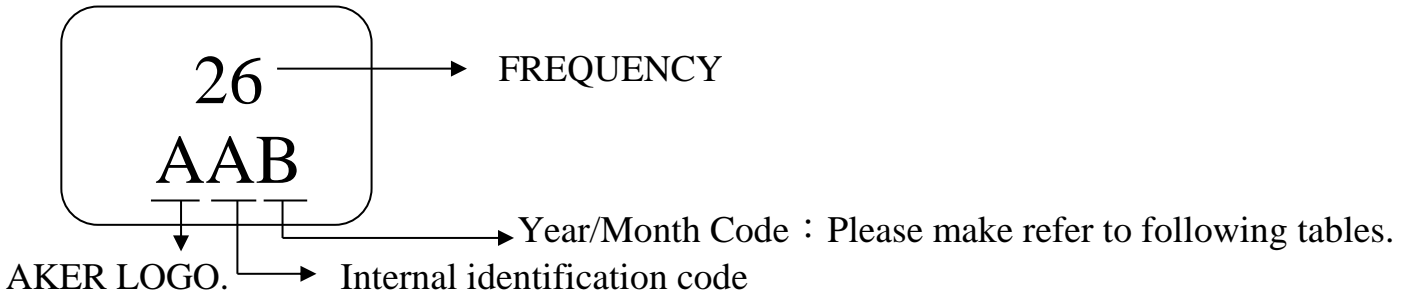 26 FREQUENCY
AAB
Year/Month Code：Please make refer to following tables.
AKER LOGO. Internal identification code